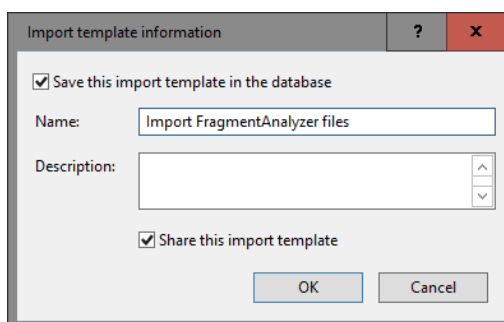 Import template information ? x
Save this import template in the database
Name: Import FragmentAnalyzer files
Description:
Share this import template
OK Cancel